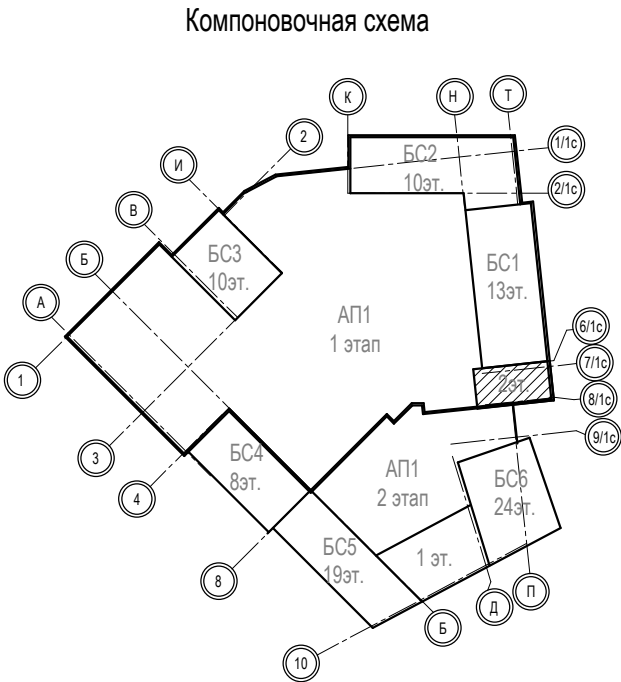 Компоновочная схема
К
Н
Т
2
1/1с
БС2
10эт.
И
2/1с
В
БС3
10эт.
БС1
13эт.
Б
А
АП1
1 этап
6/1с
7/1с
1
2эт.
8/1с
9/1с
3
БС4
8эт.
АП1
2 этап
БС6
24эт.
4
БС5
19эт.
1 эт.
8
П
Д
Б
10